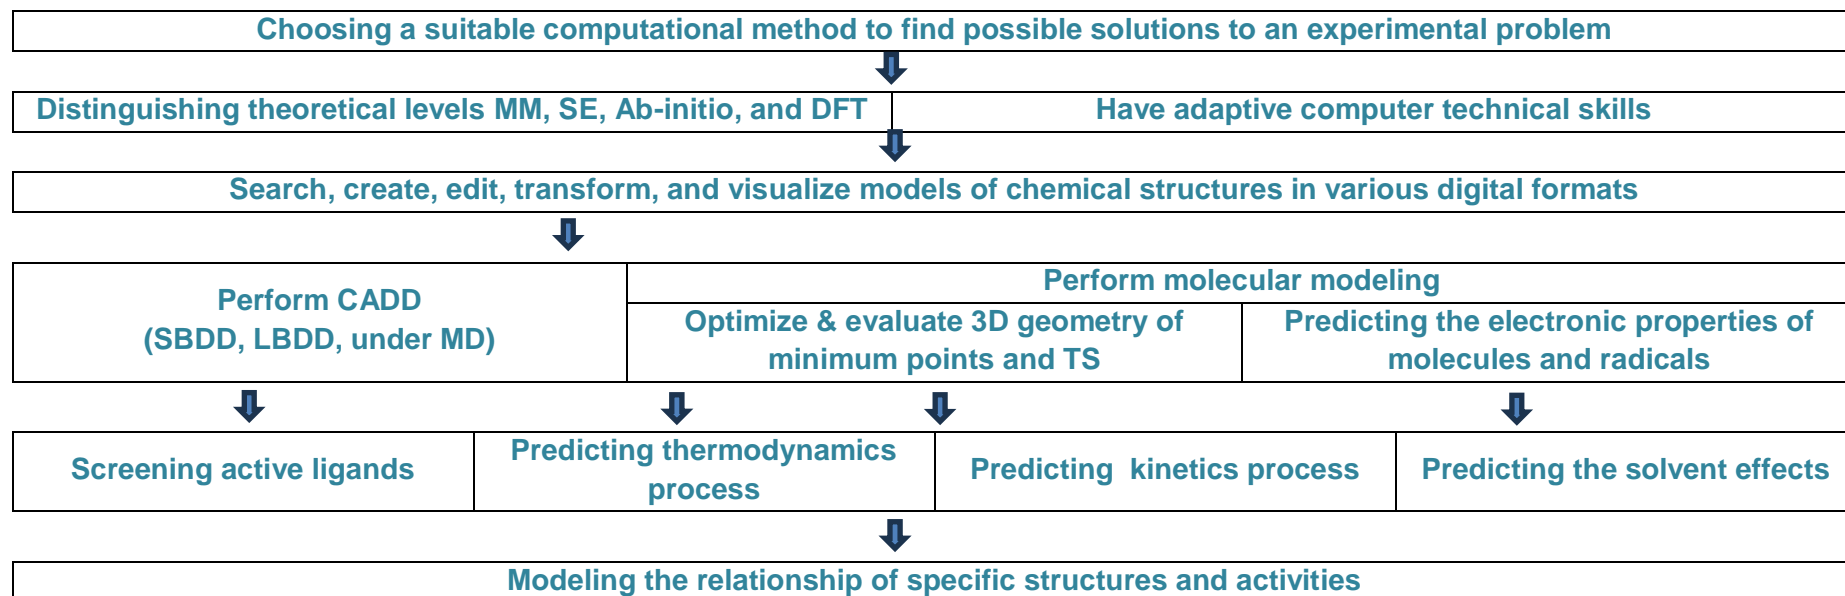 Choosing a suitable computational method to find possible solutions to an experimental problem
Distinguishing theoretical levels MM, SE, Ab-initio, and DFT
Have adaptive computer technical skills
Search, create, edit, transform, and visualize models of chemical structures in various digital formats
Perform CADD
(SBDD, LBDD, under MD)
Perform molecular modeling
Optimize & evaluate 3D geometry of
minimum points and TS
Predicting the electronic properties of
molecules and radicals
Screening active ligands
Predicting thermodynamics
process
Predicting  kinetics process
Predicting the solvent effects
Modeling the relationship of specific structures and activities